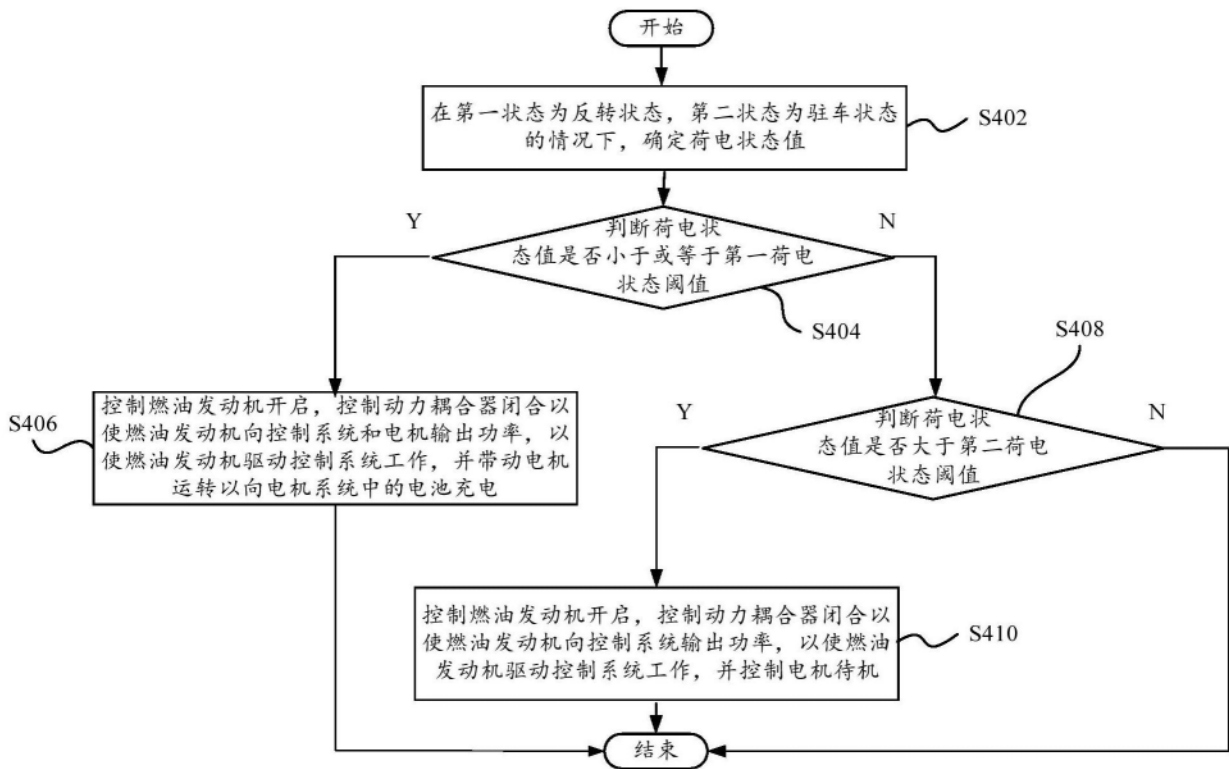 开始
在第一状态为反转状态，第二状态为驻车状态
的情况下，确定荷电状态值
S402
Y
N
判断荷电状
态值是否小于或等于第一荷电
状态阈值
S404
S408
S406
控制燃油发动机开启，控制动力耦合器闭合以
使燃油发动机向控制系统和电机输出功率，以
使燃油发动机驱动控制系统工作，并带动电机
运转以向电机系统中的电池充电
Y
N
判断荷电状
态值是否大于第二荷电
状态阈值
控制燃油发动机开启，控制动力耦合器闭合以
使燃油发动机向控制系统输出功率，以使燃油
发动机驱动控制系统工作，并控制电机待机
S410
结束